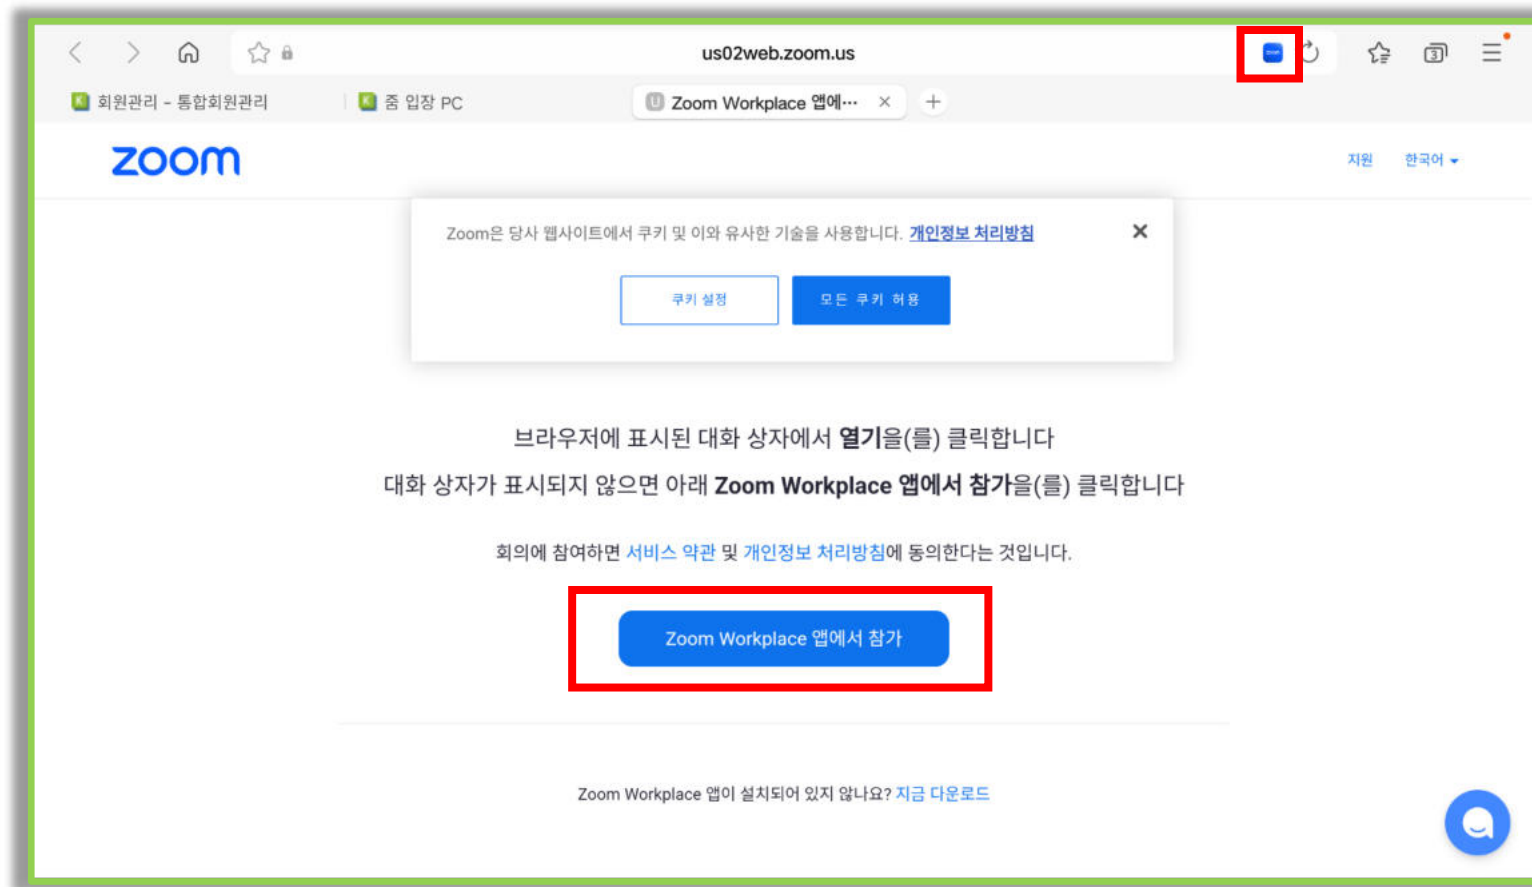 us02web.zoom.us
zoom
3
회원관리 - 통합회원관리
줌 입장 PC
U Zoom Workplace 앱에···
zoom
지원
한국어
Zoom은 당사 웹사이트에서 쿠키 및 이와 유사한 기술을 사용합니다. 개인정보 처리방침
쿠키 설정
모든 쿠키 허용
브라우저에 표시된 대화 상자에서 열기을(를) 클릭합니다
대화 상자가 표시되지 않으면 아래 Zoom Workplace 앱에서 참가을(를) 클릭합니다
회의에 참여하면 서비스 약관 및 개인정보 처리방침에 동의한다는 것입니다.
Zoom Workplace 앱에서 참가
Zoom Workplace 앱이 설치되어 있지 않나요? 지금 다운로드